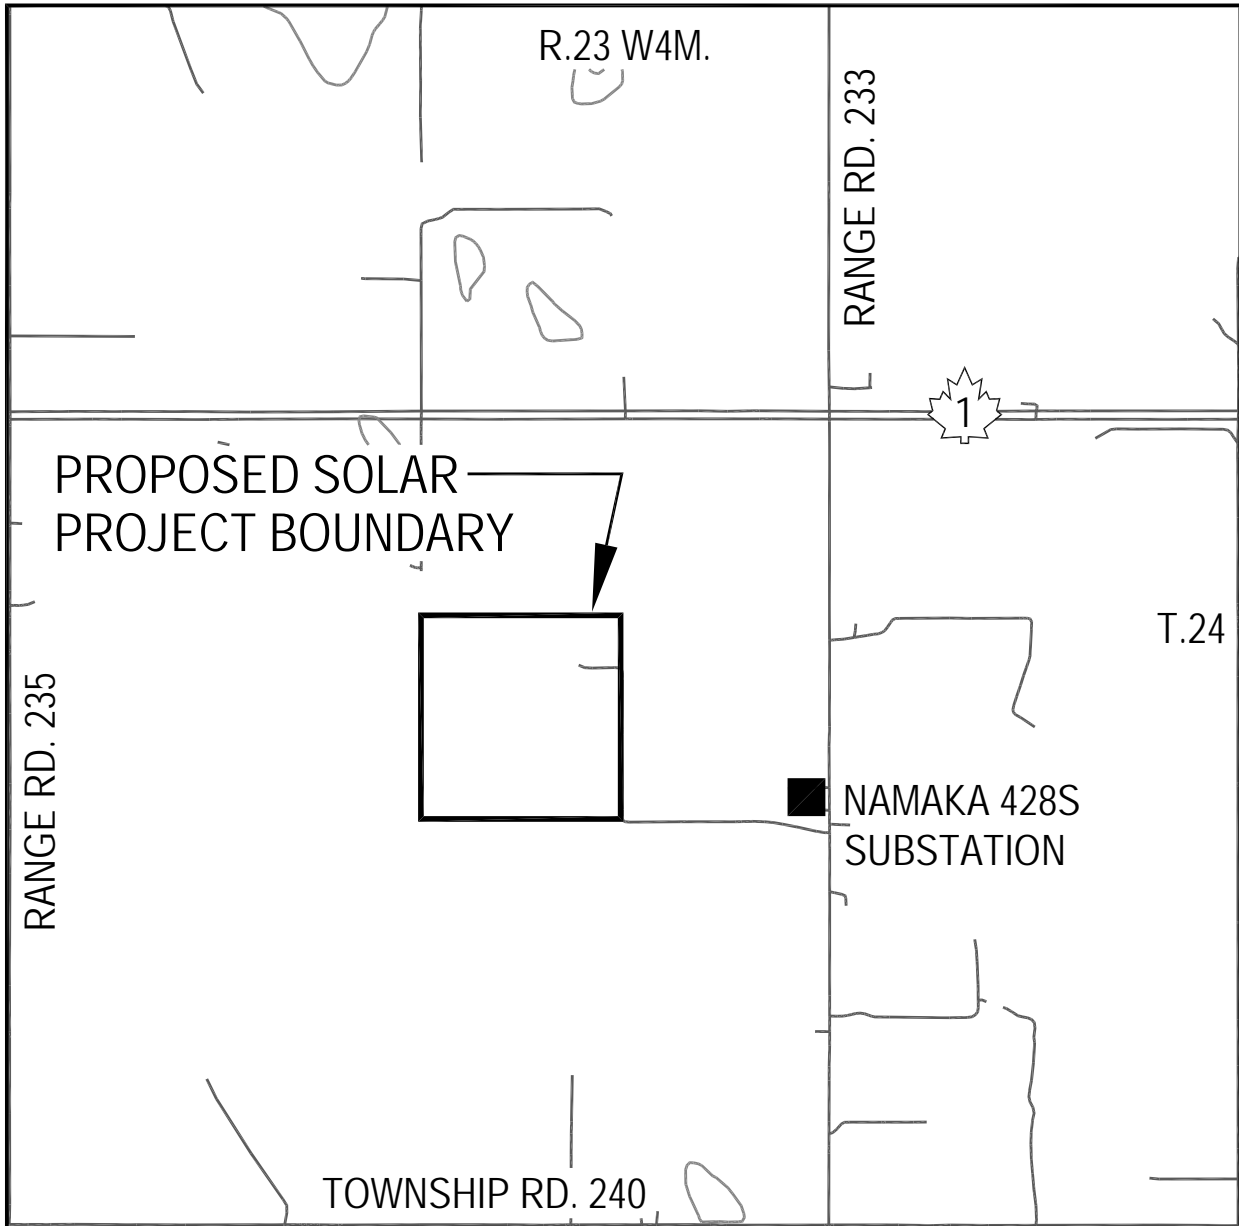 R.23 W4M.
RANGE RD. 233
1
PROPOSED SOLAR
PROJECT BOUNDARY
T.24
RANGE RD. 235
NAMAKA 428S
SUBSTATION
TOWNSHIP RD. 240